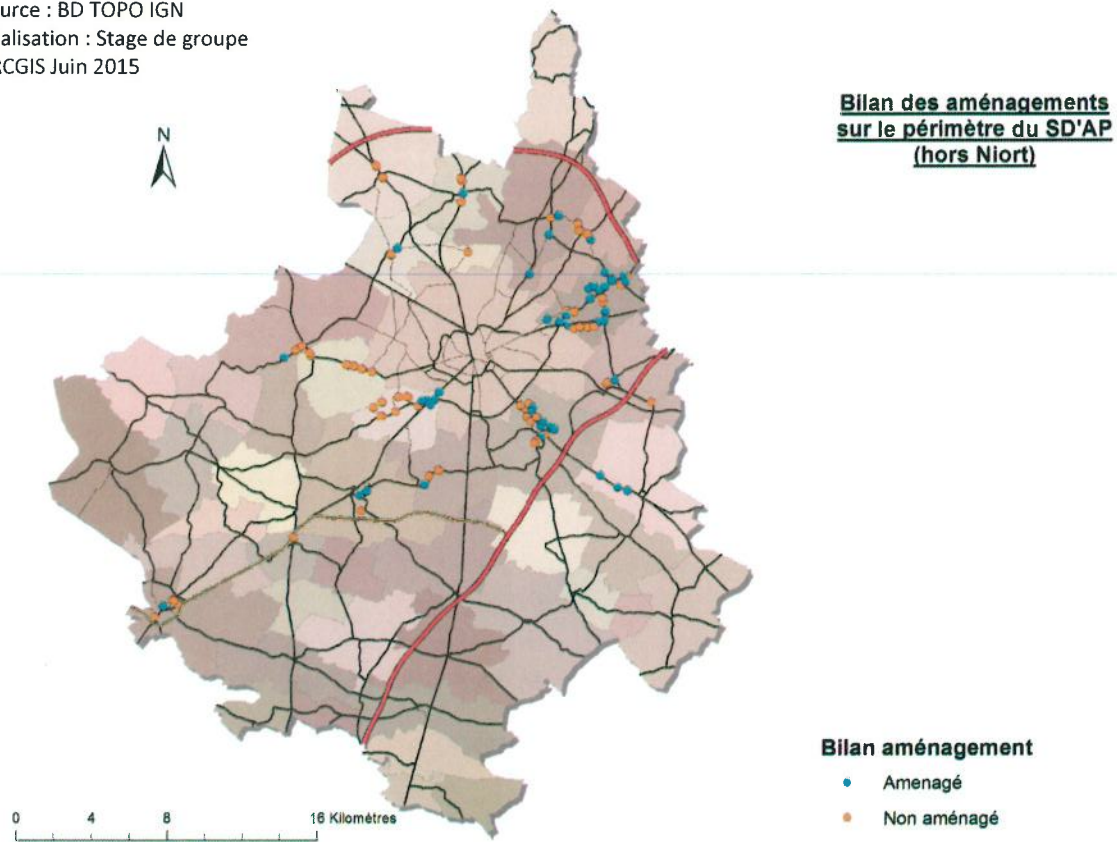 urce : BD TOPO IGN
alisation : Stage de groupe
RCGIS Juin 2015
N
Bilan des aménagements
sur le périmètre du SD'AP
(hors Niort)
Bilan aménagement
Amenagé
Non aménagé
0 4 8 16 Kilomètres